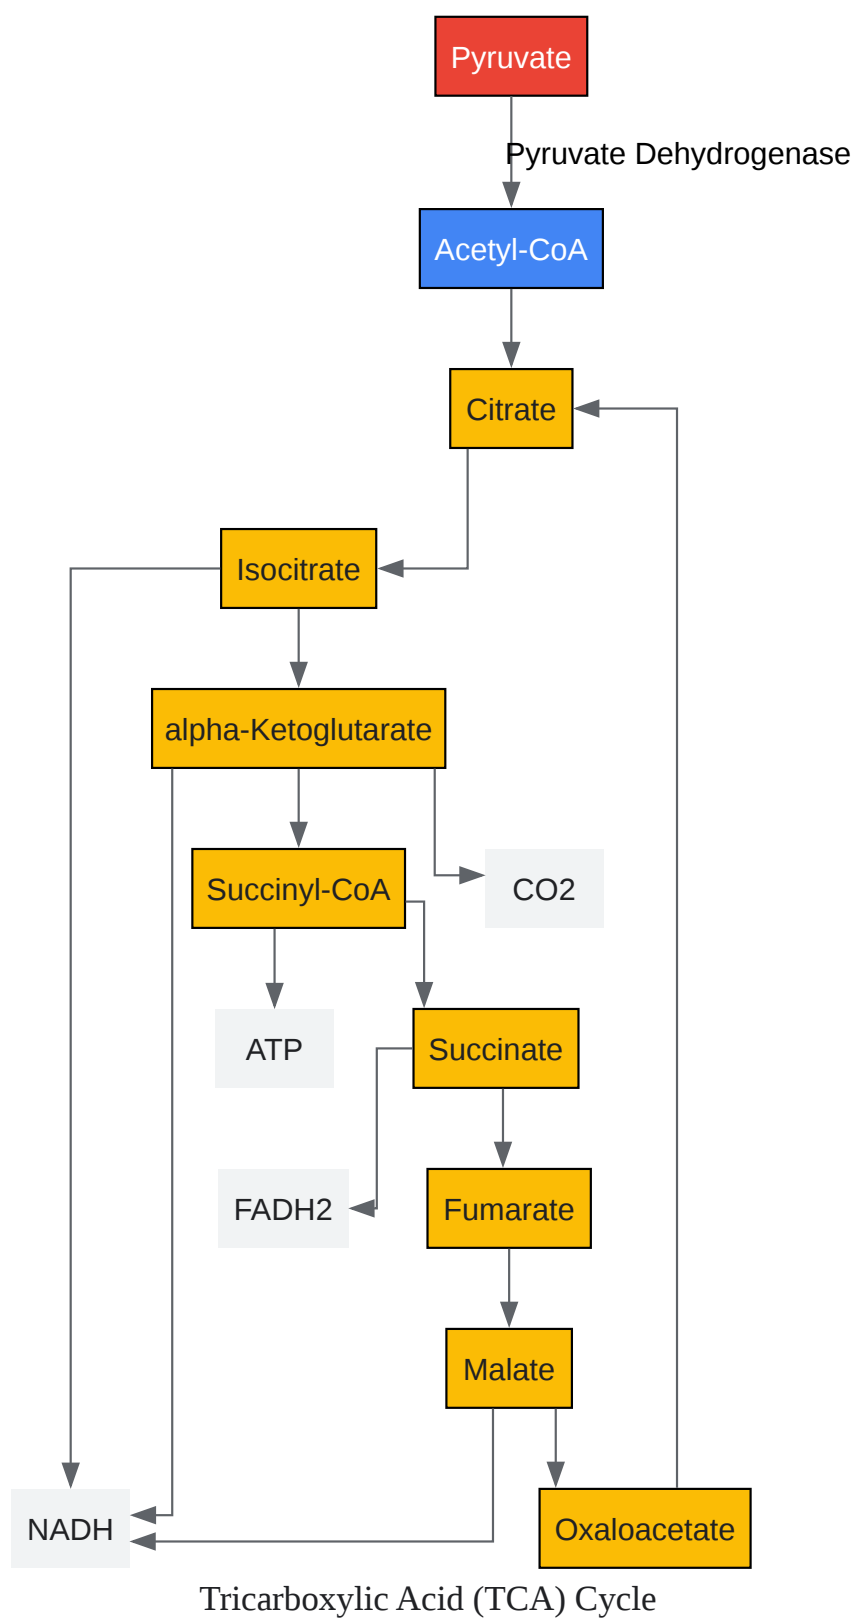 Pyruvate
Pyruvate Dehydrogenase
Acetyl-CoA
Citrate
Isocitrate
alpha-Ketoglutarate
Succinyl-CoA
CO2
ATP
Succinate
FADH2
Fumarate
Malate
NADH
Oxaloacetate
Tricarboxylic Acid (TCA) Cycle